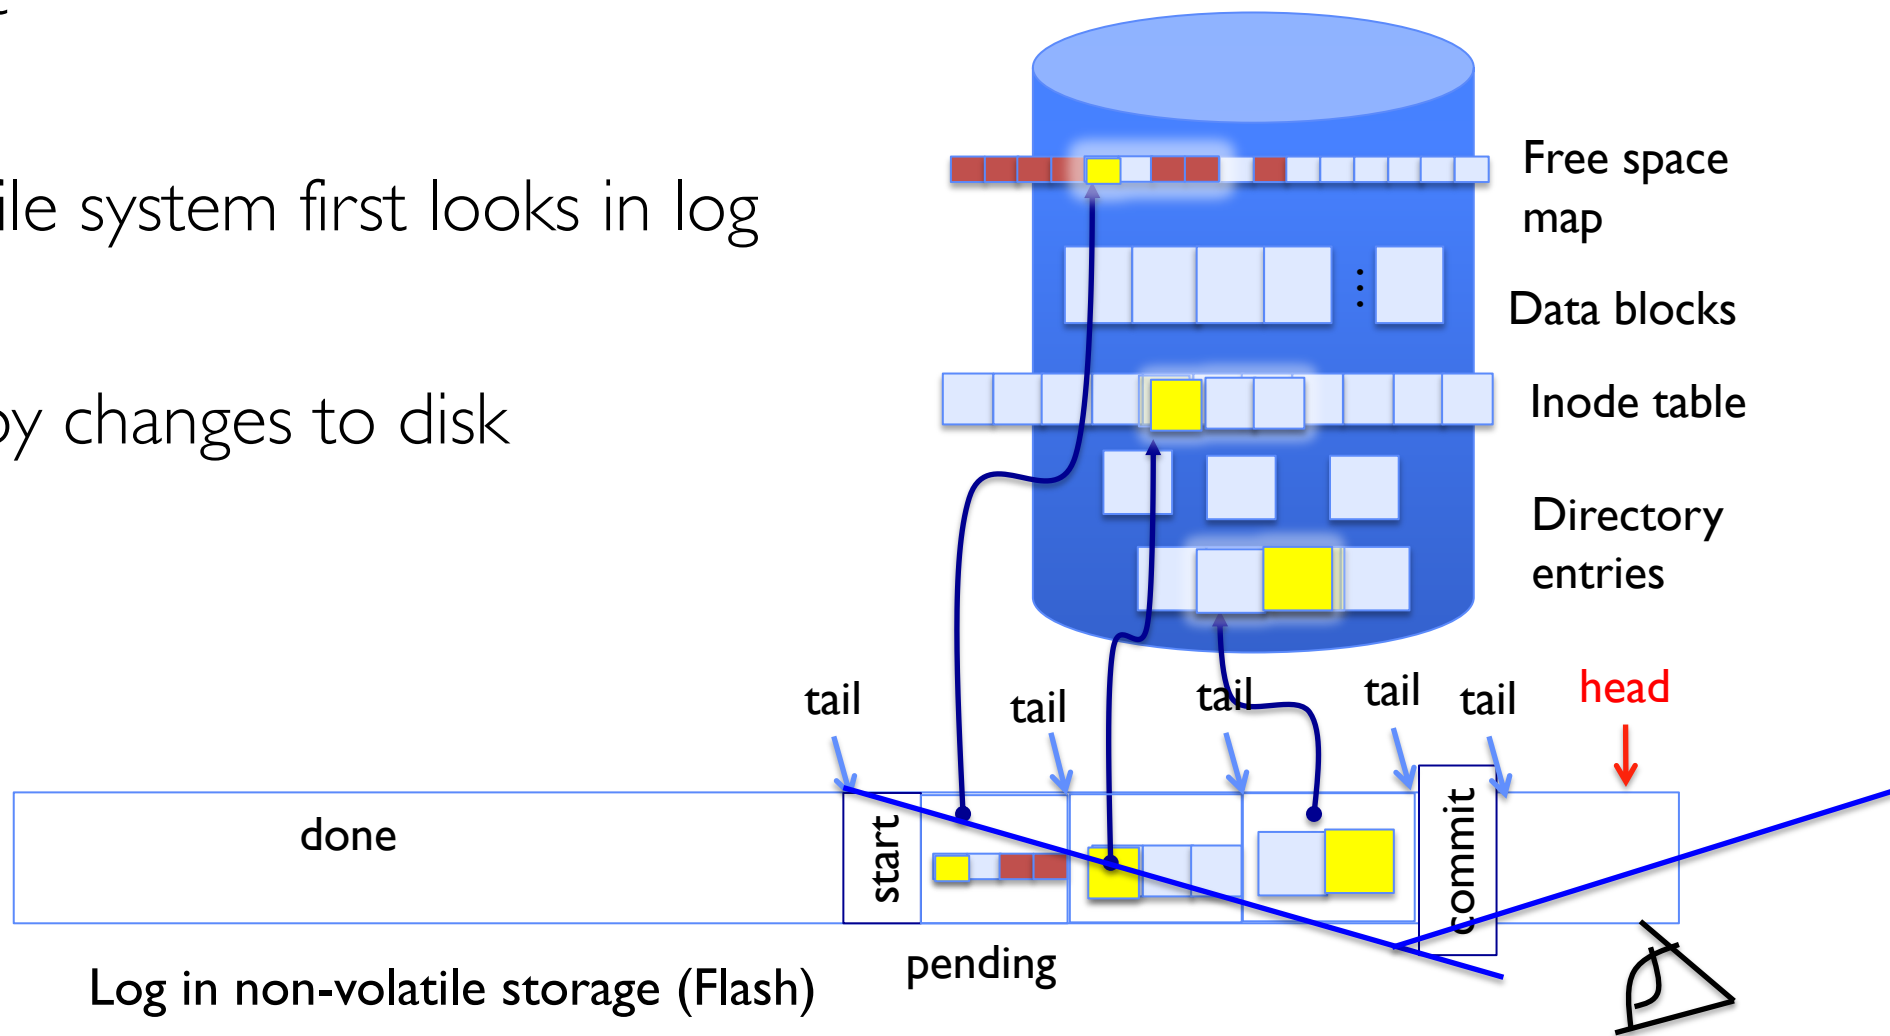 ile system first looks in log
y changes to disk
Free space
map
Data blocks
Inode table
Directory
entries
tail
tail
tail
tail
tail
head
done
start
commit
pending
Log in non-volatile storage (Flash)